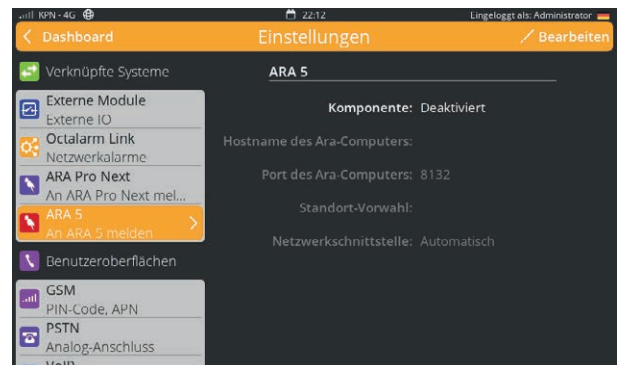 KPN - 4G
22:12
Eingeloggt als: Administrator
Dashboard
Einstellungen
Bearbeiten
Verknüpfte Systeme
Externe Module
Externe IO
Octalarm Link
Netzwerkalarme
ARA Pro Next
An ARA Pro Next mel...
ARA 5
An ARA 5 melden
Benutzeroberflächen
GSM
PIN-Code, APN
PSTN
Analog-Anschluss
VoIP
ARA 5
Komponente: Deaktiviert
Hostname des Ara-Computers:
Port des Ara-Computers: 8132
Standort-Vorwahl:
Netzwerkschnittstelle: Automatisch